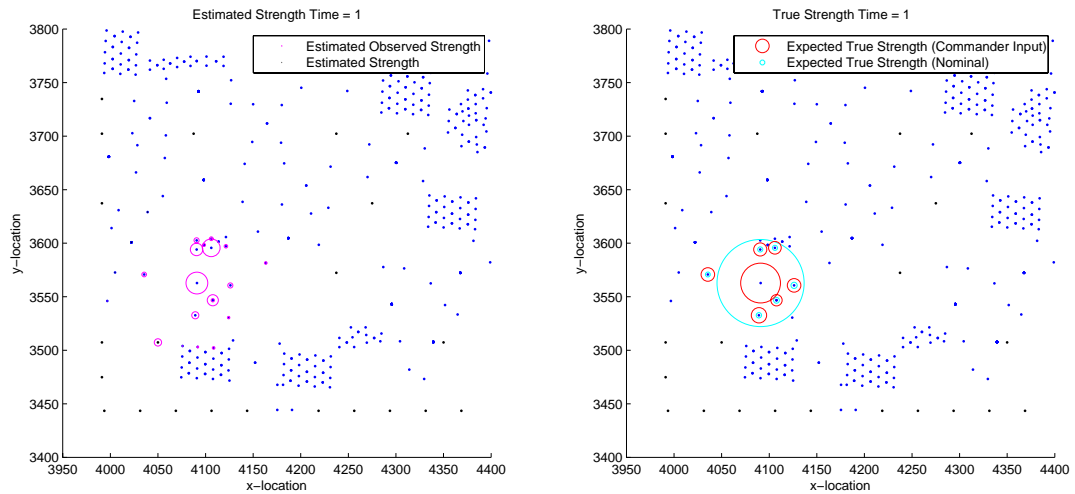 Estimated Strength Time = 1
3800
3750
3700
3650
3600
3550
3500
3450
3400
y-location
Estimated Observed Strength
Estimated Strength
3950 4000 4050 4100 4150 4200 4250 4300 4350 4400
x-location
True Strength Time = 1
3800
3750
3700
3650
3600
3550
3500
3450
3400
y-location
Expected True Strength (Commander Input)
Expected True Strength (Nominal)
3950 4000 4050 4100 4150 4200 4250 4300 4350 4400
x-location